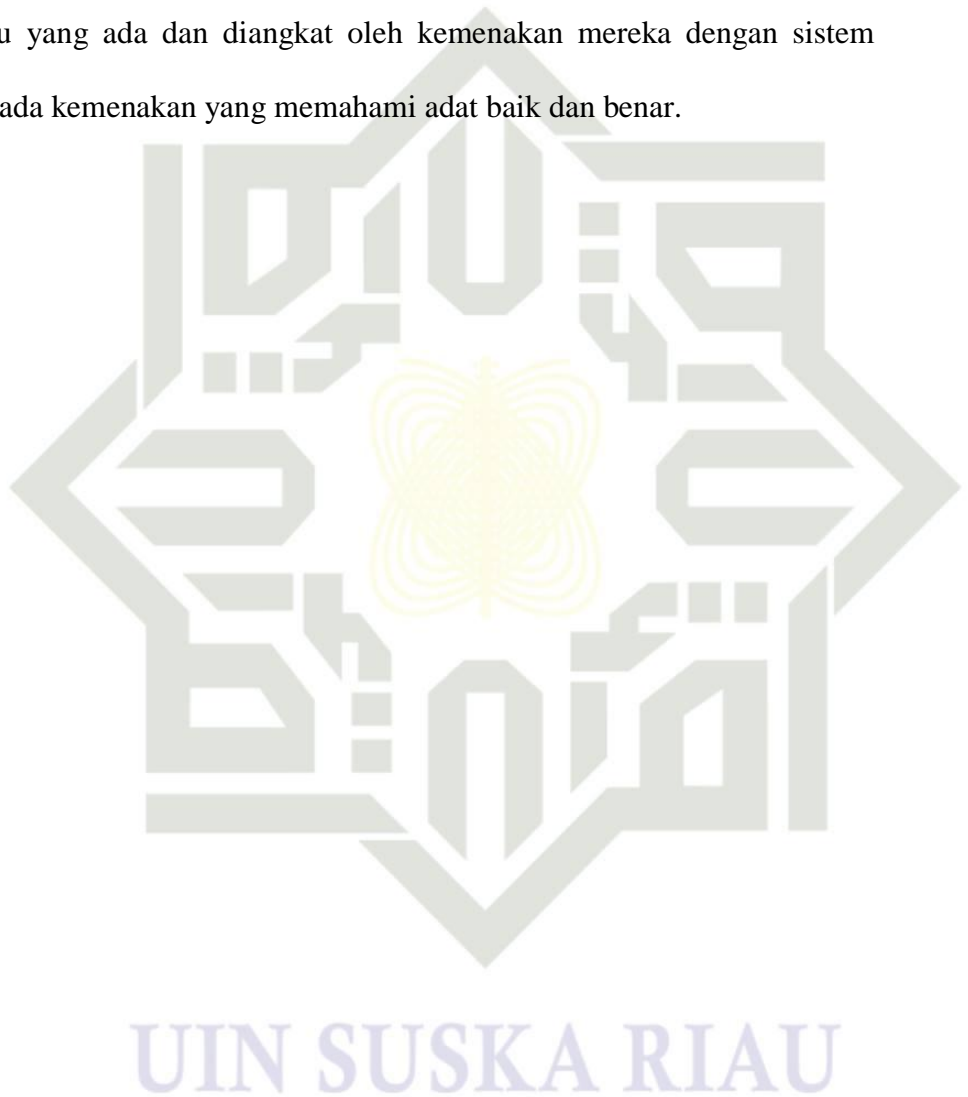 yang ada dan diangkat oleh kemenakan mereka dengan sistem
kemenakan yang memahami adat baik dan benar.
UIN SUSKA RIAU